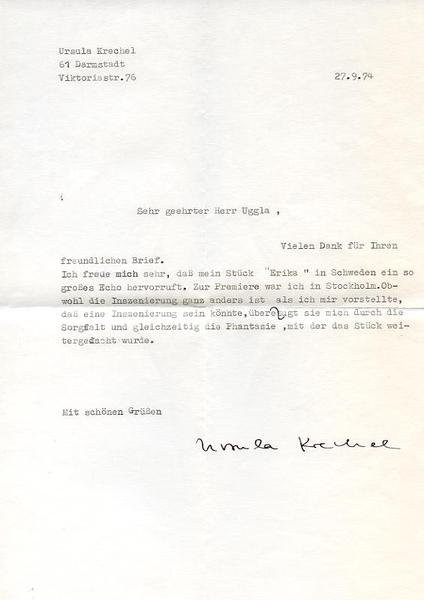 Ursula Krechel
61 Darmstadt
Viktoriastr.76
27.9.74
Sehr geehrter Herr Uggla ,
Vielen Dank für Ihren
freundlichen Brief.
Ich freue mich sehr, daß mein Stück "Erika " in Schweden ein so
großes Echo hervorruft. Zur Premiere war ich in Stockholm.Ob-
wohl die Inszenierung ganz anders ist als ich mir vorstellte,
daß eine Inszenierung sein könnte,überzeugt sie mich durch die
Sorgfalt und gleichzeitig die Phantasie ,mit der das Stück wei-
tergedacht wurde.
Mit schönen Grüßen
Ursula Krechel